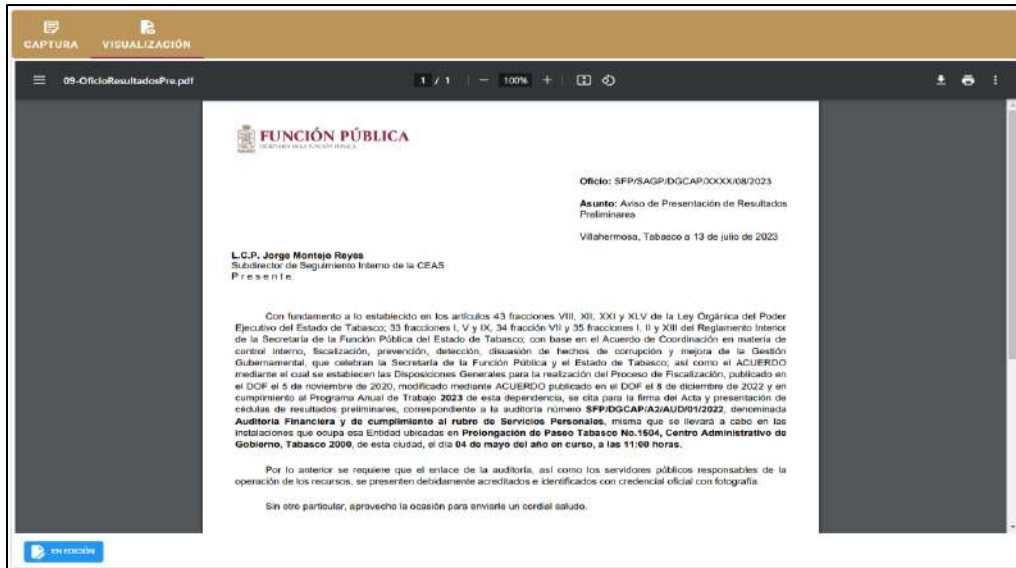 CAPTURA VISUALIZACIÓN
09-OficioResultadosPre.pdf 1 / 1 100%
FUNCIÓN PÚBLICA
SECRETARÍA DE LA FUNCIÓN PÚBLICA
Oficio: SFP/SAGP/DGCAP/XXXX/08/2023
Asunto: Aviso de Presentación de Resultados
Preliminares
Villahermosa, Tabasco a 13 de julio de 2023
L.C.P. Jorge Montejo Reyes
Subdirector de Seguimiento Interno de la CEAS
P r e s e n t e.
Con fundamento a lo establecido en los artículos 43 fracciones VIII, XII, XXI y XLV de la Ley Orgánica del Poder
Ejecutivo del Estado de Tabasco; 33 fracciones I, V y IX, 34 fracción VII y 35 fracciones I, II y XIII del Reglamento Interior
de la Secretaría de la Función Pública del Estado de Tabasco; con base en el Acuerdo de Coordinación en materia de
control interno, fiscalización, prevención, detección, disuasión de hechos de corrupción y mejora de la Gestión
Gubernamental, que celebran la Secretaría de la Función Pública y el Estado de Tabasco; así como el ACUERDO
mediante el cual se establecen las Disposiciones Generales para la realización del Proceso de Fiscalización, publicado en
el DOF el 5 de noviembre de 2020, modificado mediante ACUERDO publicado en el DOF el 8 de diciembre de 2022 y en
cumplimiento al Programa Anual de Trabajo 2023 de esta dependencia, se cita para la firma del Acta y presentación de
cédulas de resultados preliminares, correspondiente a la auditoría número SFP/DGCAP/A2/AUD/01/2022, denominada
Auditoría Financiera y de cumplimiento al rubro de Servicios Personales, misma que se llevará a cabo en las
instalaciones que ocupa esa Entidad ubicadas en Prolongación de Paseo Tabasco No.1504, Centro Administrativo de
Gobierno, Tabasco 2000, de esta ciudad, el día 04 de mayo del año en curso, a las 11:00 horas.
Por lo anterior se requiere que el enlace de la auditoría, así como los servidores públicos responsables de la
operación de los recursos, se presenten debidamente acreditados e identificados con credencial oficial con fotografía.
Sin otro particular, aprovecho la ocasión para enviarle un cordial saludo.
EN EDICIÓN